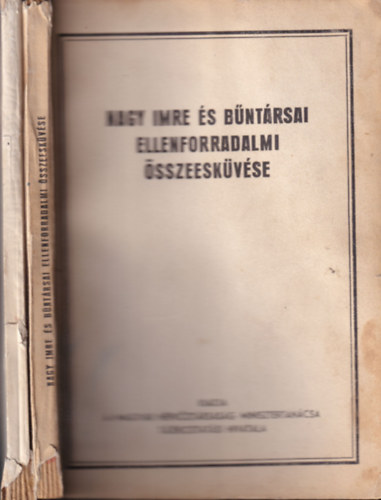 NAGY IMRE ÉS BŰNTÁRSAI
ELLENFORRADALMI
ÖSSZEESKÜVÉSE
KIADJA
A MAGYAR NÉPKÖZTÁRSASÁG MINISZTERTANÁCSA
TÁJÉKOZTATÁSI HIVATALA
NAGY IMRE ÉS BŰNTÁRSAI ELLENFORRADALMI ÖSSZEESKÜVÉSE